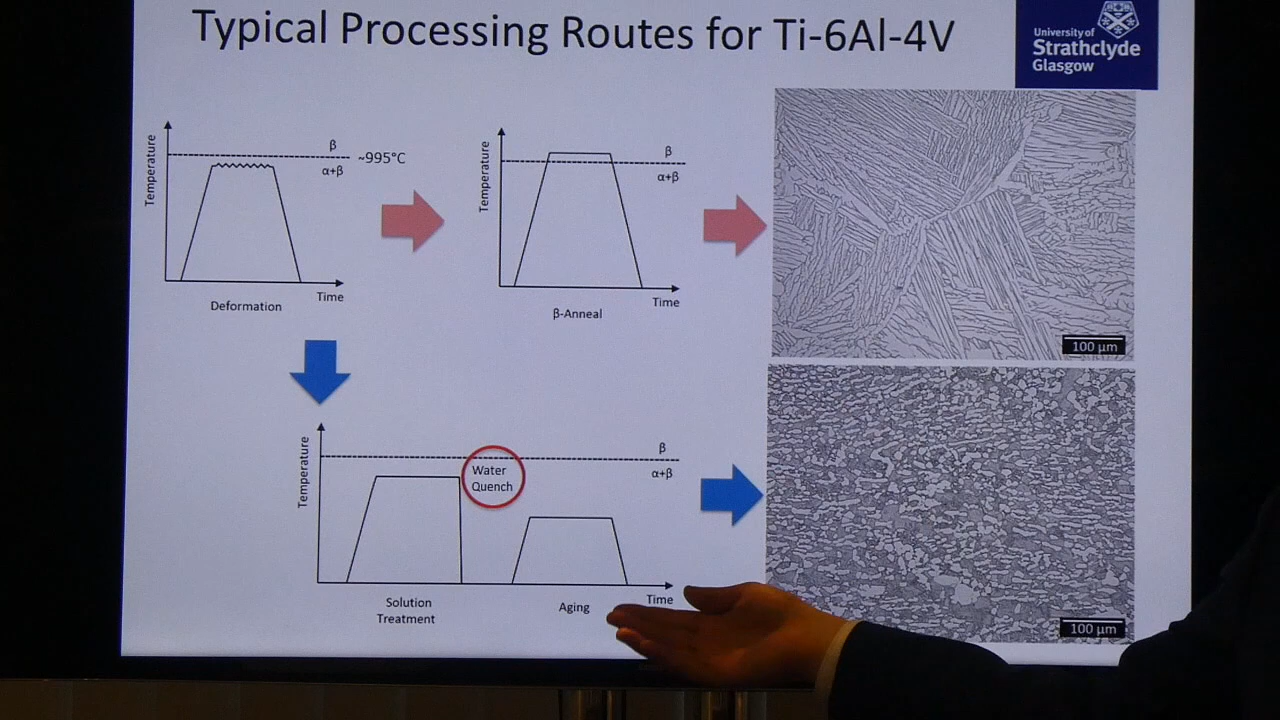 Typical Processing Routes for Ti-6Al-4V
University of
Strathclyde
Glasgow
Temperature
β
~995°C
α+β
Time
Deformation
Temperature
β
α+β
Time
β-Anneal
100 µm
Temperature
β
α+β
Water
Quench
Time
Solution
Treatment
Aging
100 µm